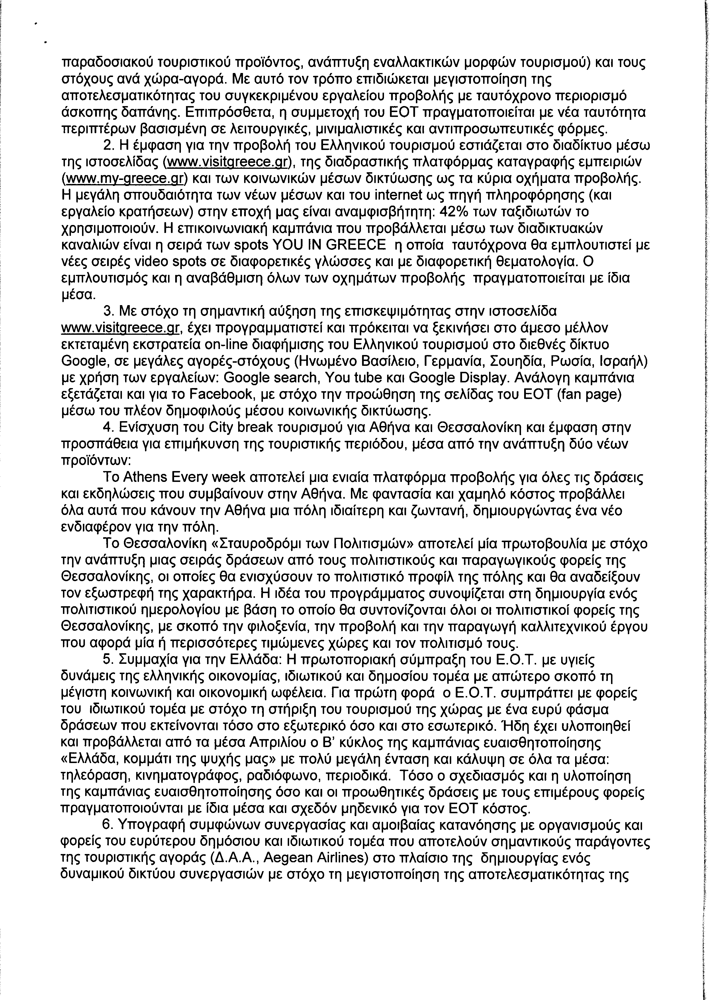 παραδοσιακού τουριστικού προϊόντος, ανάπτυξη εναλλακτικών μορφών τουρισμού) και τους
στόχους ανά χώρα-αγορά. Με αυτό τον τρόπο επιδιώκεται μεγιστοποίηση της
αποτελεσματικότητας του συγκεκριμένου εργαλείου προβολής με ταυτόχρονο περιορισμό
άσκοπης δαπάνης. Επιπρόσθετα, η συμμετοχή του ΕΟΤ πραγματοποιείται με νέα ταυτότητα
περιπτέρων βασισμένη σε λειτουργικές, μινιμαλιστικές και αντιπροσωπευτικές φόρμες.
2. Η έμφαση για την προβολή του Ελληνικού τουρισμού εστιάζεται στο διαδίκτυο μέσω
της ιστοσελίδας (www.visitgreece.gr), της διαδραστικής πλατφόρμας καταγραφής εμπειριών
(www.my-greece.gr) και των κοινωνικών μέσων δικτύωσης ως τα κύρια οχήματα προβολής.
Η μεγάλη σπουδαιότητα των νέων μέσων και του internet ως πηγή πληροφόρησης (και
εργαλείο κρατήσεων) στην εποχή μας είναι αναμφισβήτητη: 42% των ταξιδιωτών το
χρησιμοποιούν. Η επικοινωνιακή καμπάνια που προβάλλεται μέσω των διαδικτυακών
καναλιών είναι η σειρά των spots YOU IN GREECE η οποία ταυτόχρονα θα εμπλουτιστεί με
νέες σειρές video spots σε διαφορετικές γλώσσες και με διαφορετική θεματολογία. Ο
εμπλουτισμός και η αναβάθμιση όλων των οχημάτων προβολής πραγματοποιείται με ίδια
μέσα.
3. Με στόχο τη σημαντική αύξηση της επισκεψιμότητας στην ιστοσελίδα
www.visitgreece.gr, έχει προγραμματιστεί και πρόκειται να ξεκινήσει στο άμεσο μέλλον
εκτεταμένη εκστρατεία on-line διαφήμισης του Ελληνικού τουρισμού στο διεθνές δίκτυο
Google, σε μεγάλες αγορές-στόχους (Ηνωμένο Βασίλειο, Γερμανία, Σουηδία, Ρωσία, Ισραήλ)
με χρήση των εργαλείων: Google search, You tube και Google Display. Ανάλογη καμπάνια
εξετάζεται και για το Facebook, με στόχο την προώθηση της σελίδας του ΕΟΤ (fan page)
μέσω του πλέον δημοφιλούς μέσου κοινωνικής δικτύωσης.
4. Ενίσχυση του City break τουρισμού για Αθήνα και Θεσσαλονίκη και έμφαση στην
προσπάθεια για επιμήκυνση της τουριστικής περιόδου, μέσα από την ανάπτυξη δύο νέων
προϊόντων:
Το Athens Every week αποτελεί μια ενιαία πλατφόρμα προβολής για όλες τις δράσεις
και εκδηλώσεις που συμβαίνουν στην Αθήνα. Με φαντασία και χαμηλό κόστος προβάλλει
όλα αυτά που κάνουν την Αθήνα μια πόλη ιδιαίτερη και ζωντανή, δημιουργώντας ένα νέο
ενδιαφέρον για την πόλη.
Το Θεσσαλονίκη «Σταυροδρόμι των Πολιτισμών» αποτελεί μία πρωτοβουλία με στόχο
την ανάπτυξη μιας σειράς δράσεων από τους πολιτιστικούς και παραγωγικούς φορείς της
Θεσσαλονίκης, οι οποίες θα ενισχύσουν το πολιτιστικό προφίλ της πόλης και θα αναδείξουν
τον εξωστρεφή της χαρακτήρα. Η ιδέα του προγράμματος συνοψίζεται στη δημιουργία ενός
πολιτιστικού ημερολογίου με βάση το οποίο θα συντονίζονται όλοι οι πολιτιστικοί φορείς της
Θεσσαλονίκης, με σκοπό την φιλοξενία, την προβολή και την παραγωγή καλλιτεχνικού έργου
που αφορά μία ή περισσότερες τιμώμενες χώρες και τον πολιτισμό τους.
5. Συμμαχία για την Ελλάδα: Η πρωτοποριακή σύμπραξη του Ε.Ο.Τ. με υγιείς
δυνάμεις της ελληνικής οικονομίας, ιδιωτικού και δημοσίου τομέα με απώτερο σκοπό τη
μέγιστη κοινωνική και οικονομική ωφέλεια. Για πρώτη φορά ο Ε.Ο.Τ. συμπράττει με φορείς
του ιδιωτικού τομέα με στόχο τη στήριξη του τουρισμού της χώρας με ένα ευρύ φάσμα
δράσεων που εκτείνονται τόσο στο εξωτερικό όσο και στο εσωτερικό. Ήδη έχει υλοποιηθεί
και προβάλλεται από τα μέσα Απριλίου ο Β’ κύκλος της καμπάνιας ευαισθητοποίησης
«Ελλάδα, κομμάτι της ψυχής μας» με πολύ μεγάλη ένταση και κάλυψη σε όλα τα μέσα:
τηλεόραση, κινηματογράφος, ραδιόφωνο, περιοδικά. Τόσο ο σχεδιασμός και η υλοποίηση
της καμπάνιας ευαισθητοποίησης όσο και οι προωθητικές δράσεις με τους επιμέρους φορείς
πραγματοποιούνται με ίδια μέσα και σχεδόν μηδενικό για τον ΕΟΤ κόστος.
6. Υπογραφή συμφώνων συνεργασίας και αμοιβαίας κατανόησης με οργανισμούς και
φορείς του ευρύτερου δημόσιου και ιδιωτικού τομέα που αποτελούν σημαντικούς παράγοντες
της τουριστικής αγοράς (Δ.Α.Α., Aegean Airlines) στο πλαίσιο της δημιουργίας ενός
δυναμικού δικτύου συνεργασιών με στόχο τη μεγιστοποίηση της αποτελεσματικότητας της